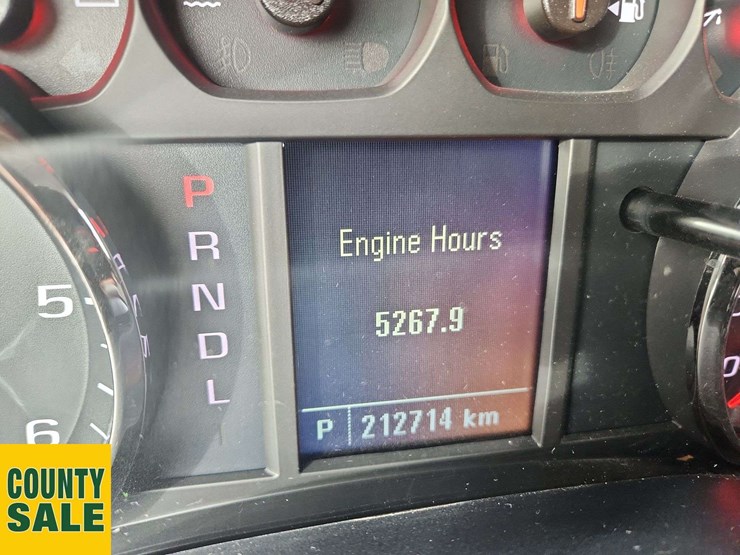 P
R
N
D
L
5
6
Engine Hours
5267.9
P 212714 km
COUNTY
SALE